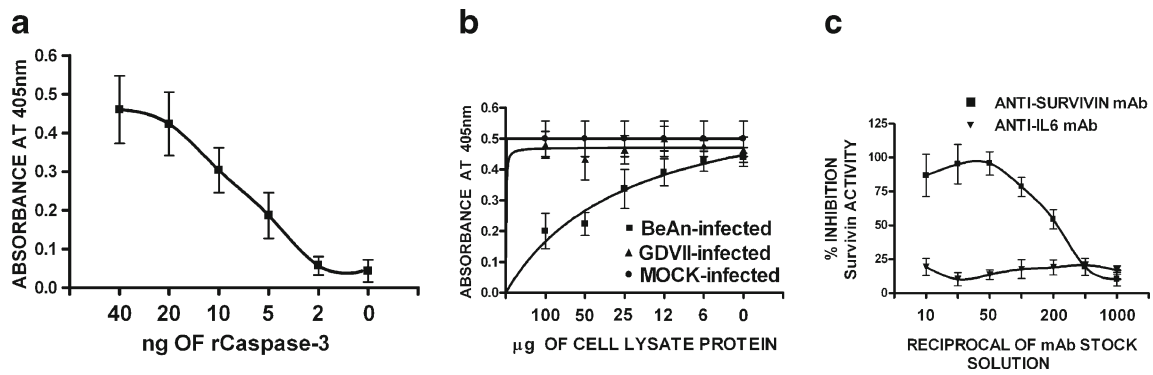 a
ABSORBANCE AT 405nm
0.6
0.5
0.4
0.3
0.2
0.1
0.0
40 20 10 5 2 0
ng OF rCaspase-3
b
ABSORBANCE AT 405nm
0.6
0.5
0.4
0.3
0.2
0.1
0.0
BeAn-infected
GDVII-infected
MOCK-infected
100 50 25 12 6 0
µg OF CELL LYSATE PROTEIN
c
ANTI-SURVIVIN mAb
ANTI-IL6 mAb
% INHIBITION
Survivin ACTIVITY
125
100
75
50
25
0
10 50 200 1000
RECIPROCAL OF mAb STOCK
SOLUTION